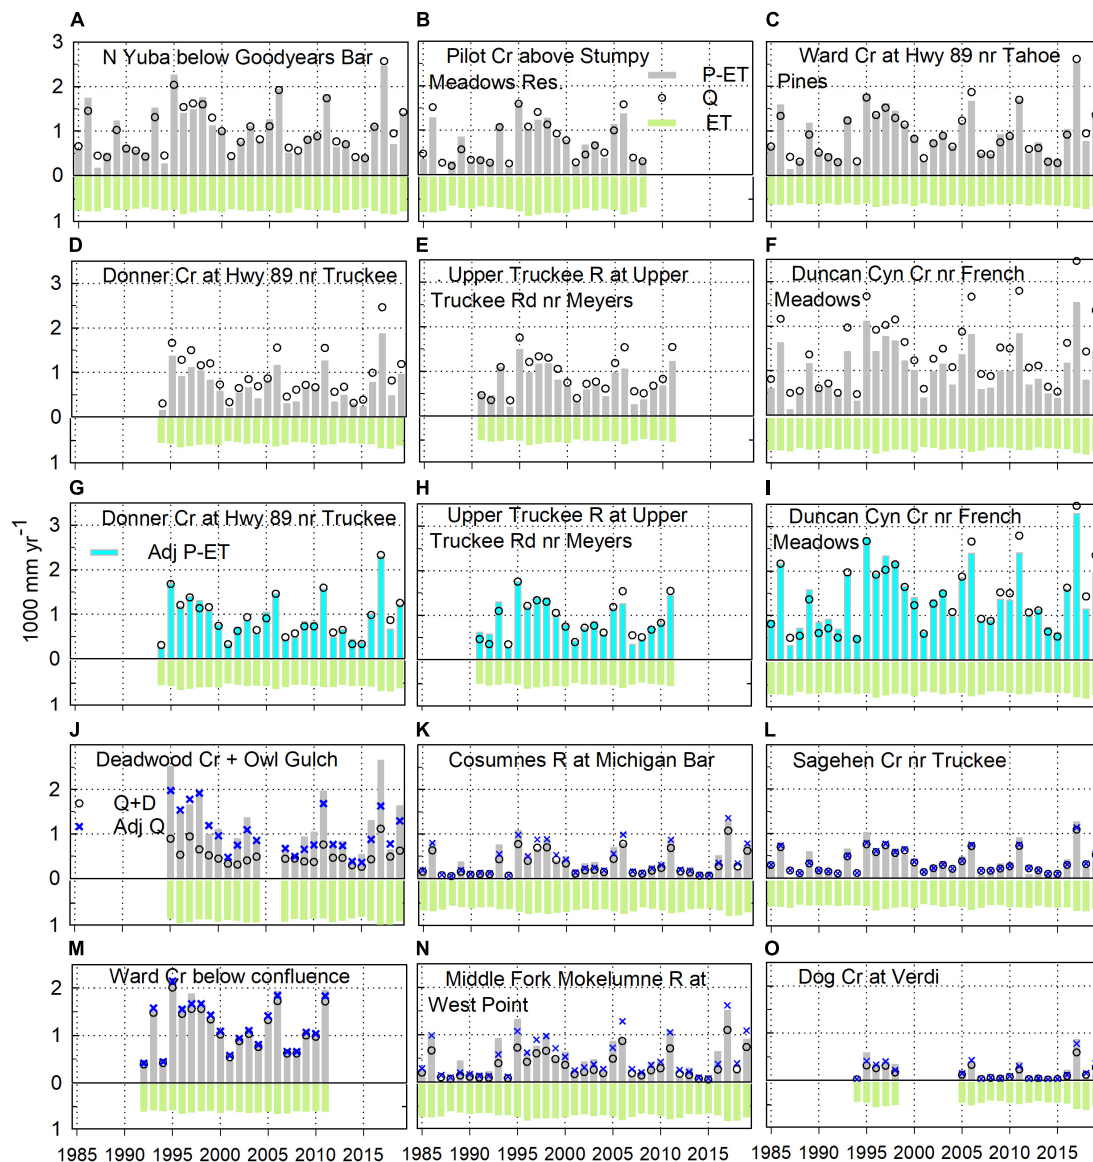 A
B
C
N Yuba below Goodyears Bar
Pilot Cr above Stumpy
Meadows Res.
P-ET
Q
ET
Ward Cr at Hwy 89 nr Tahoe
Pines
3
2
1
0
1
D
E
F
Donner Cr at Hwy 89 nr Truckee
Upper Truckee R at Upper
Truckee Rd nr Meyers
Duncan Cyn Cr nr French
Meadows
3
2
1
0
1
G
H
I
Donner Cr at Hwy 89 nr Truckee
Adj P-ET
Upper Truckee R at Upper
Truckee Rd nr Meyers
Duncan Cyn Cr nr French
Meadows
1000 mm yr-1
3
2
1
0
1
J
K
L
Deadwood Cr + Owl Gulch
Q+D
Adj Q
Cosumnes R at Michigan Bar
Sagehen Cr nr Truckee
2
1
0
1
M
N
O
Ward Cr below confluence
Middle Fork Mokelumne R at
West Point
Dog Cr at Verdi
2
1
0
1
1985 1990 1995 2000 2005 2010 2015
1985 1990 1995 2000 2005 2010 2015
1985 1990 1995 2000 2005 2010 2015